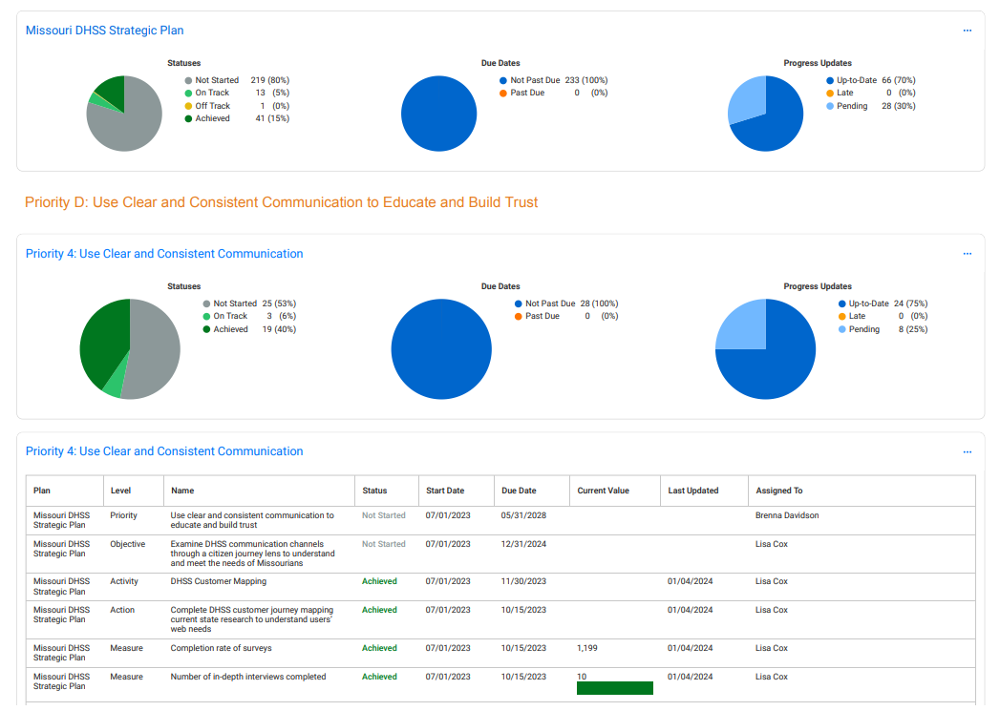 Missouri DHSS Strategic Plan
...
Statuses
Not Started 219 (80%)
On Track 13 (5%)
Off Track 1 (0%)
Achieved 41 (15%)
Due Dates
Not Past Due 233 (100%)
Past Due 0 (0%)
Progress Updates
Up-to-Date 66 (70%)
Late 0 (0%)
Pending 28 (30%)
Priority D: Use Clear and Consistent Communication to Educate and Build Trust
Priority 4: Use Clear and Consistent Communication
...
Statuses
Not Started 25 (53%)
On Track 3 (6%)
Achieved 19 (40%)
Due Dates
Not Past Due 28 (100%)
Past Due 0 (0%)
Progress Updates
Up-to-Date 24 (75%)
Late 0 (0%)
Pending 8 (25%)
Priority 4: Use Clear and Consistent Communication
...
Plan Level Name Status Start Date Due Date Current Value Last Updated Assigned To
Missouri DHSS Priority Use clear and consistent communication to Not Started 07/01/2023 05/31/2028 Brenna Davidson
Strategic Plan educate and build trust
Missouri DHSS Objective Examine DHSS communication channels Not Started 07/01/2023 12/31/2024 Lisa Cox
Strategic Plan through a citizen journey lens to understand
and meet the needs of Missourians
Missouri DHSS Activity DHSS Customer Mapping Achieved 07/01/2023 11/30/2023 01/04/2024 Lisa Cox
Strategic Plan
Missouri DHSS Action Complete DHSS customer journey mapping Achieved 07/01/2023 10/15/2023 01/04/2024 Lisa Cox
Strategic Plan current state research to understand users'
web needs
Missouri DHSS Measure Completion rate of surveys Achieved 07/01/2023 10/15/2023 1,199 01/04/2024 Lisa Cox
Strategic Plan
Missouri DHSS Measure Number of in-depth interviews completed Achieved 07/01/2023 10/15/2023 10 01/04/2024 Lisa Cox
Strategic Plan